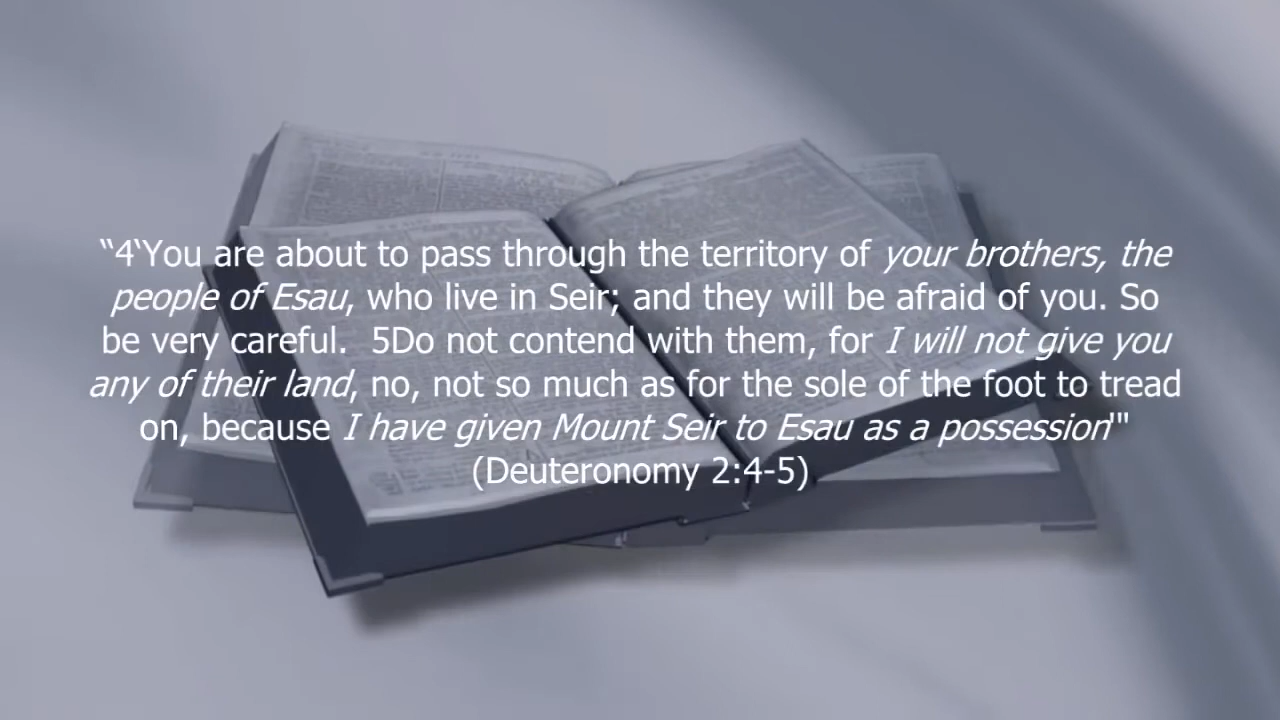 “4‘You are about to pass through the territory of your brothers, the
people of Esau, who live in Seir; and they will be afraid of you. So
be very careful.  5Do not contend with them, for I will not give you
any of their land, no, not so much as for the sole of the foot to tread
on, because I have given Mount Seir to Esau as a possession'"
(Deuteronomy 2:4-5)